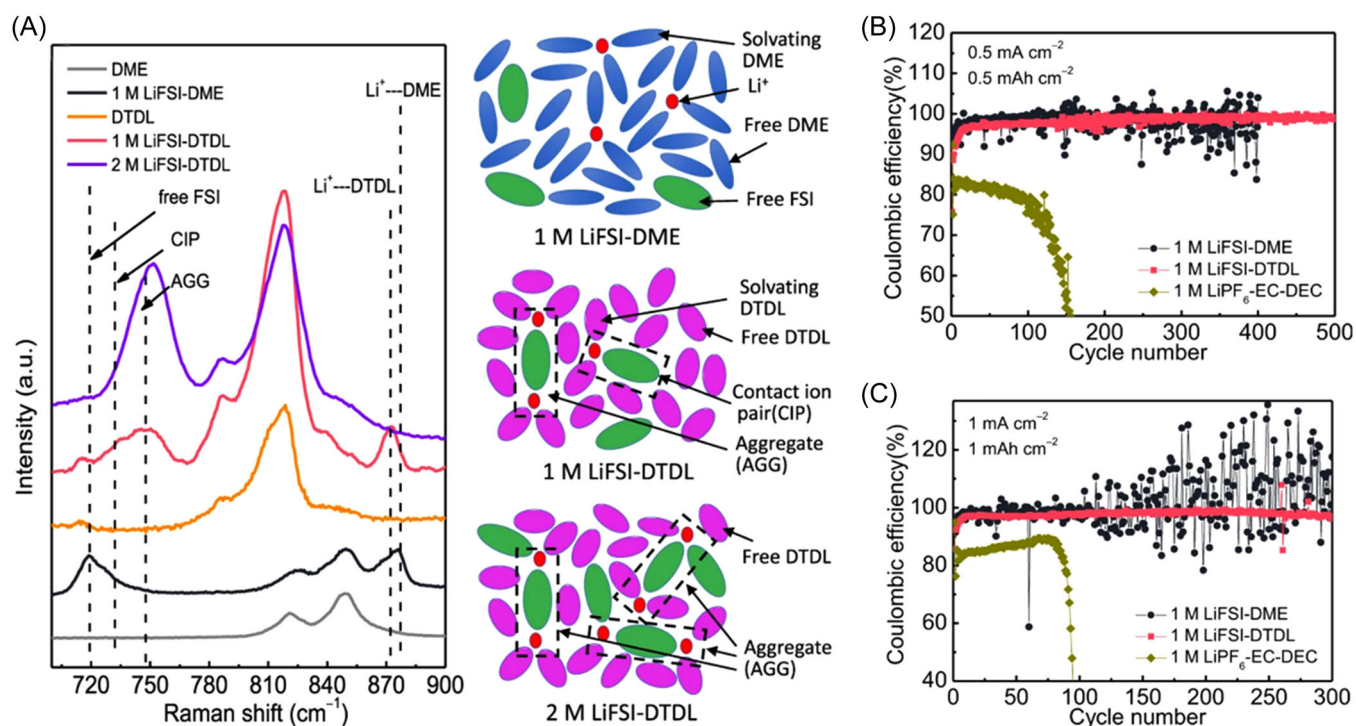 (A)
DME
1 M LiFSI-DME
DTDL
1 M LiFSI-DTDL
2 M LiFSI-DTDL
Li⁺---DME
Li⁺---DTDL
free FSI
CIP
AGG
Intensity (a.u.)
720 750 780 810 840 870 900
Raman shift (cm⁻¹)
Solvating
DME
Li⁺
Free DME
Free FSI
1 M LiFSI-DME
Solvating
DTDL
Free DTDL
Contact ion
pair(CIP)
Aggregate
(AGG)
1 M LiFSI-DTDL
Free DTDL
Aggregate
(AGG)
2 M LiFSI-DTDL
(B)
0.5 mA cm⁻²
0.5 mAh cm⁻²
Coulombic efficiency(%)
120
110
100
90
80
70
60
50
1 M LiFSI-DME
1 M LiFSI-DTDL
1 M LiPF₆-EC-DEC
0 100 200 300 400 500
Cycle number
(C)
1 mA cm⁻²
1 mAh cm⁻²
Coulombic efficiency(%)
120
100
80
60
40
1 M LiFSI-DME
1 M LiFSI-DTDL
1 M LiPF₆-EC-DEC
0 50 100 150 200 250 300
Cycle number